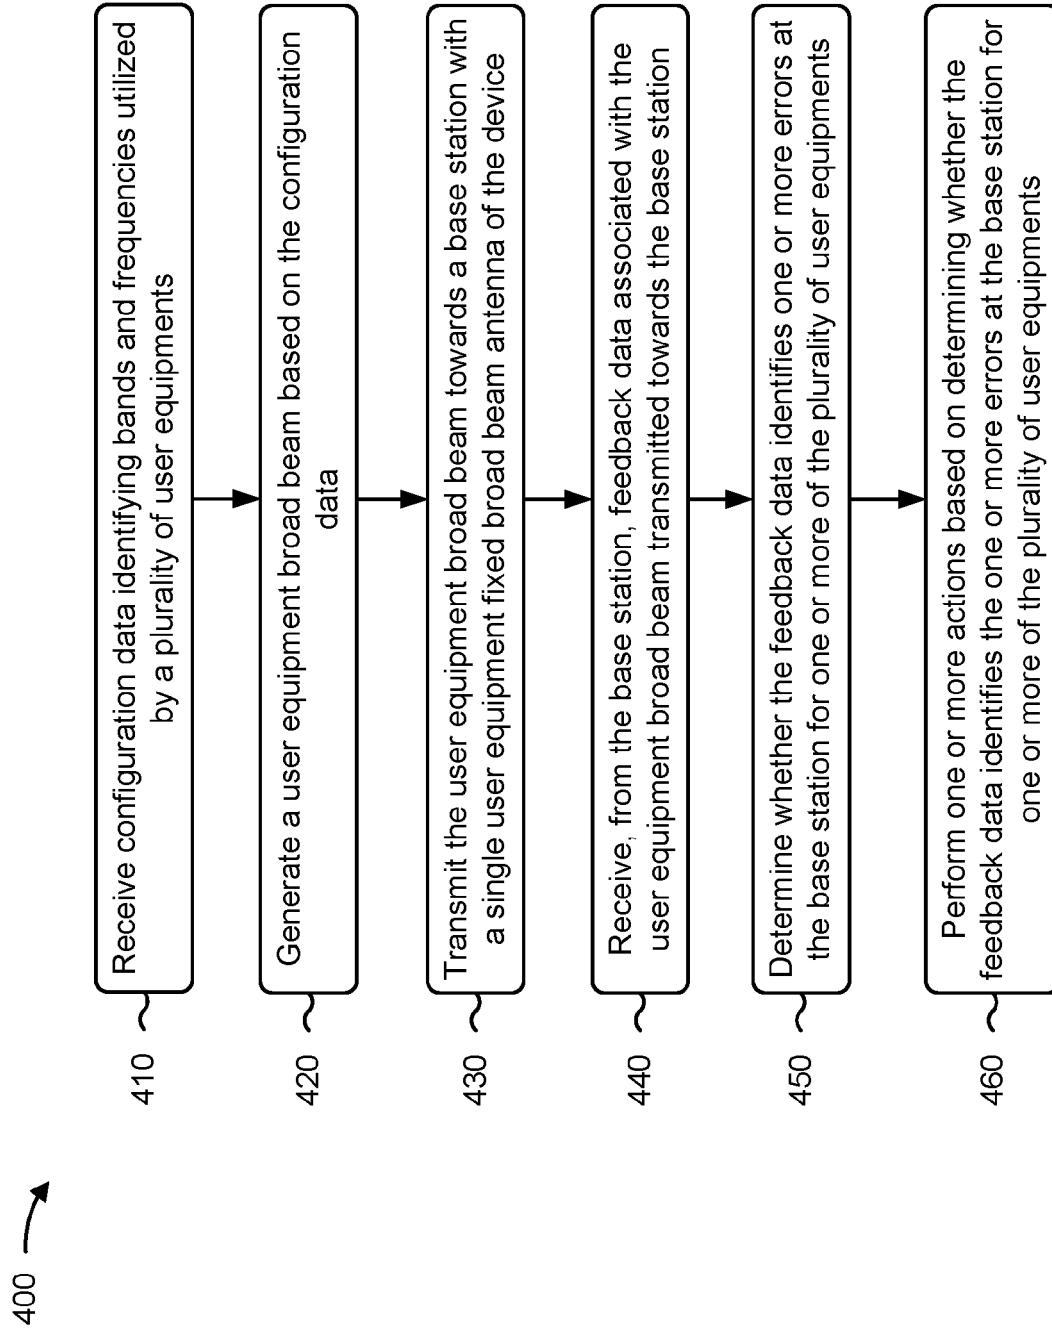 400
410
Receive configuration data identifying bands and frequencies utilized
by a plurality of user equipments
420
Generate a user equipment broad beam based on the configuration
data
430
Transmit the user equipment broad beam towards a base station with
a single user equipment fixed broad beam antenna of the device
440
Receive, from the base station, feedback data associated with the
user equipment broad beam transmitted towards the base station
450
Determine whether the feedback data identifies one or more errors at
the base station for one or more of the plurality of user equipments
460
Perform one or more actions based on determining whether the
feedback data identifies the one or more errors at the base station for
one or more of the plurality of user equipments